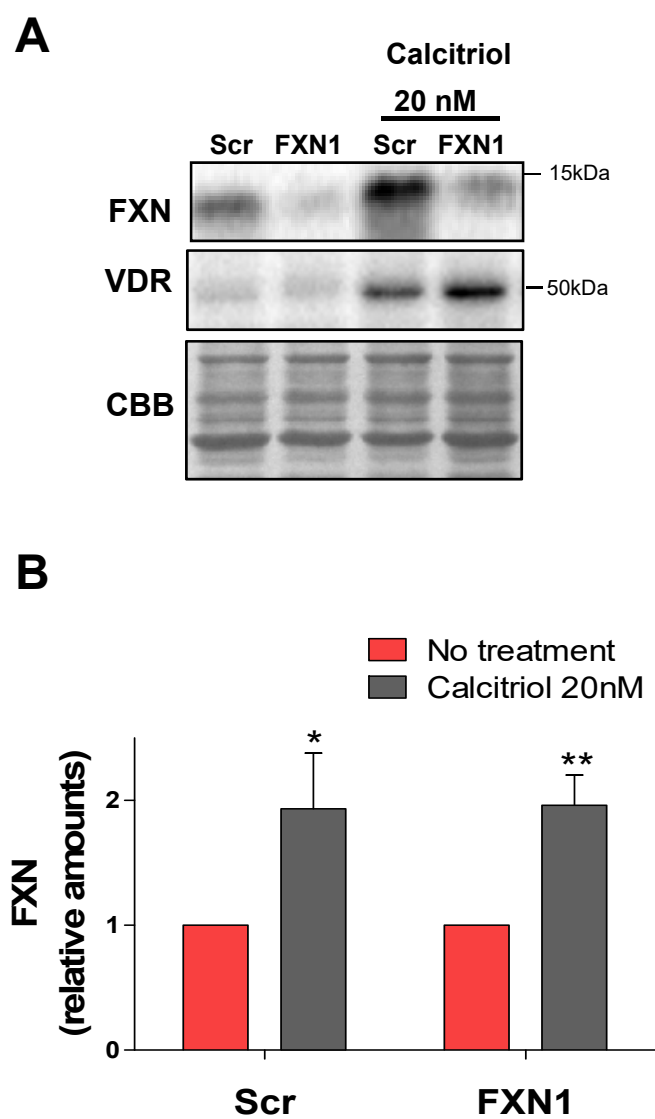 A
Calcitriol
20 nM
Scr FXN1 Scr FXN1
15kDa
FXN
VDR
50kDa
CBB
B
No treatment
Calcitriol 20nM
*
**
FXN
(relative amounts)
2
1
0
Scr FXN1